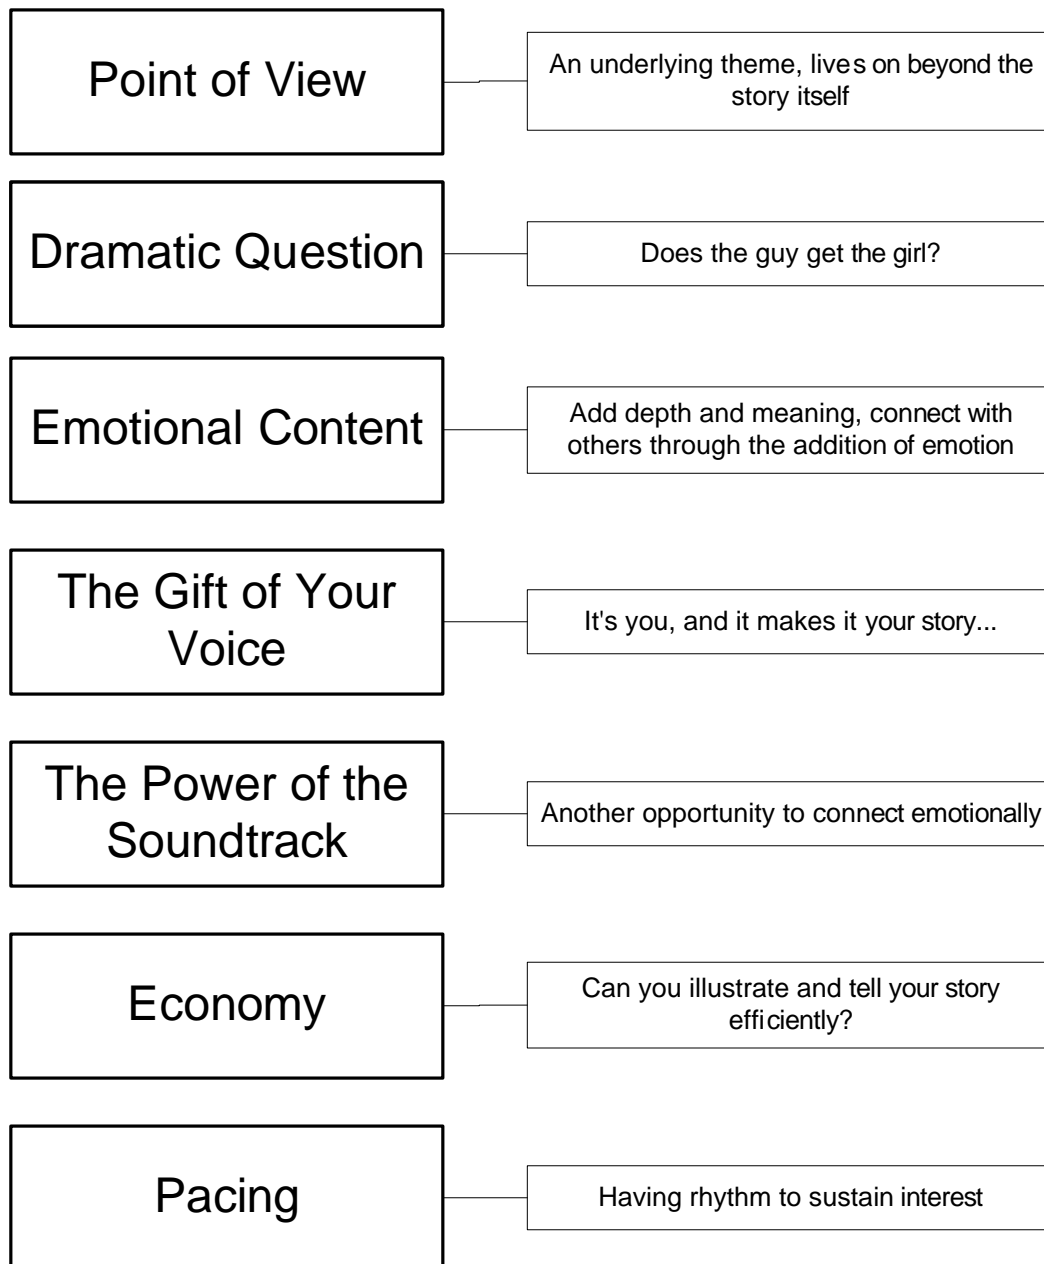 Point of View
An underlying theme, lives on beyond the
story itself
Dramatic Question
Does the guy get the girl?
Emotional Content
Add depth and meaning, connect with
others through the addition of emotion
The Gift of Your
Voice
It's you, and it makes it your story...
The Power of the
Soundtrack
Another opportunity to connect emotionally
Economy
Can you illustrate and tell your story
efficiently?
Pacing
Having rhythm to sustain interest